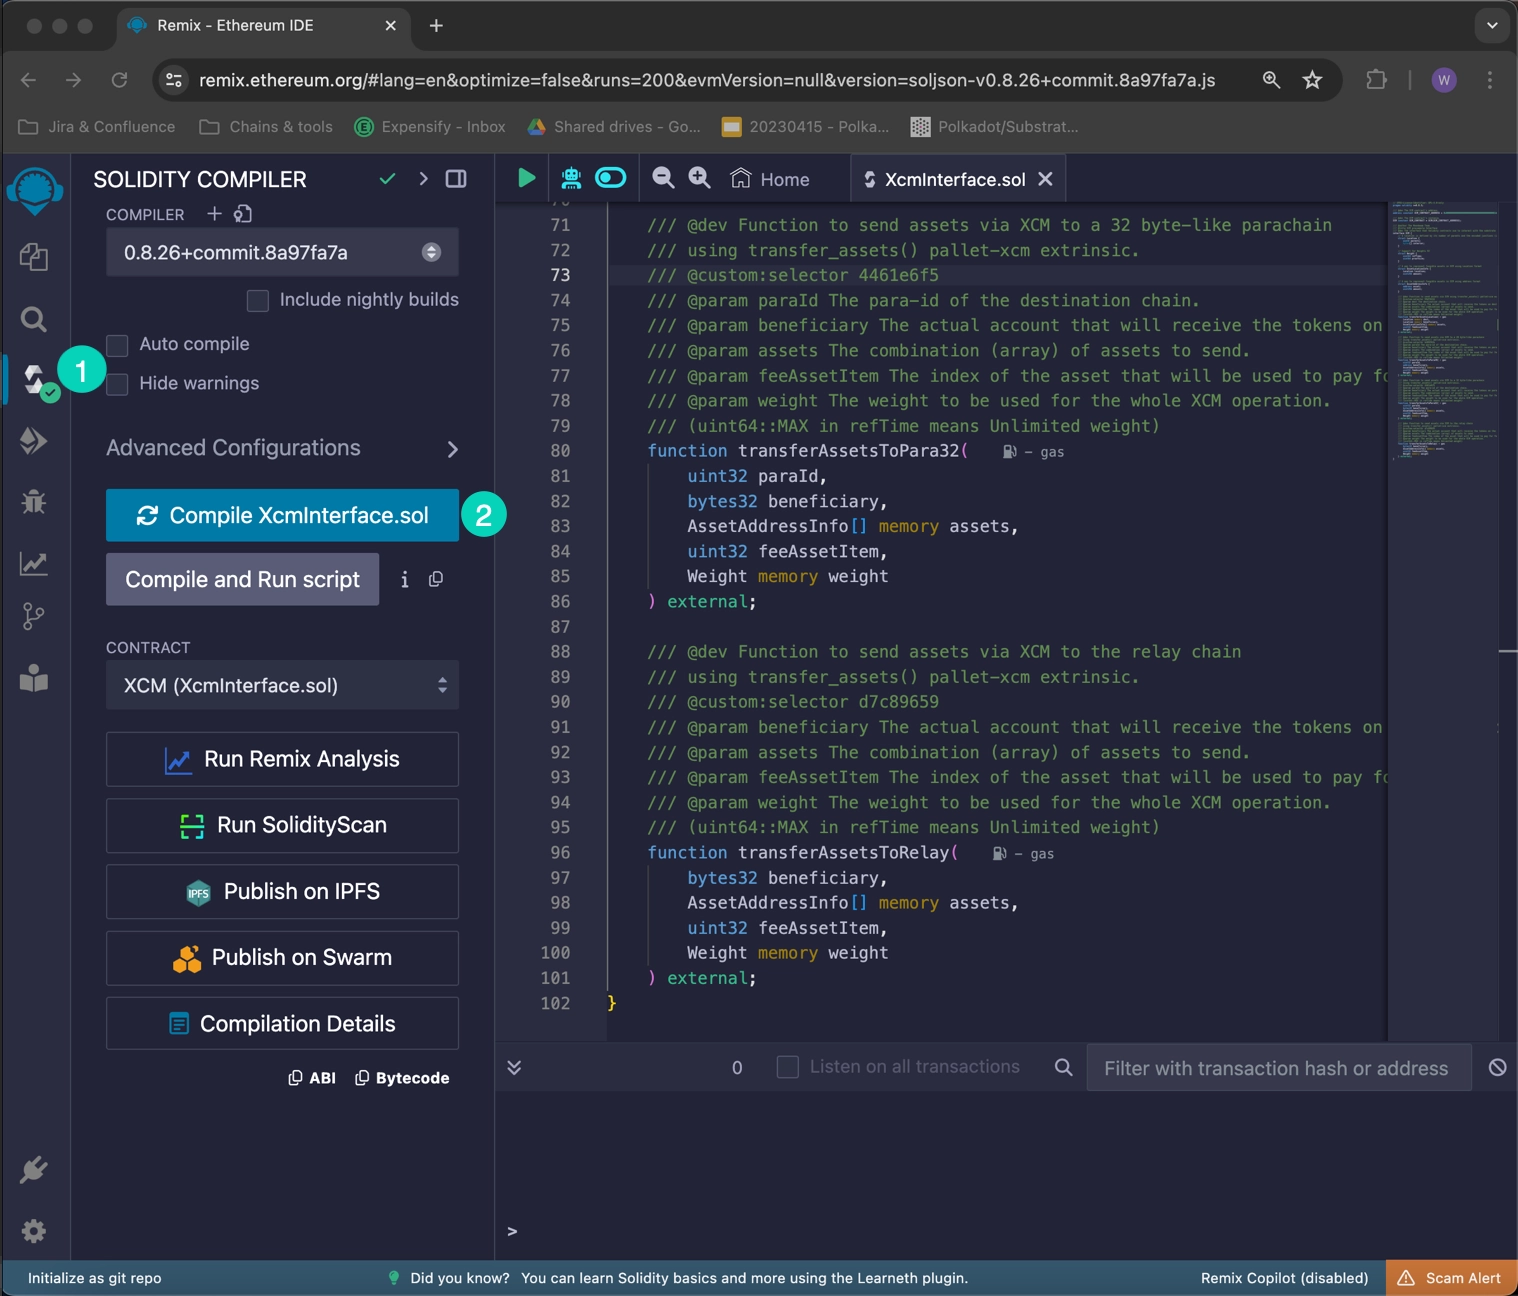 Remix - Ethereum IDE
remix.ethereum.org/#lang=en&optimize=false&runs=200&evmVersion=null&version=soljson-v0.8.26+commit.8a97fa7a.js
W
Jira & Confluence
Chains & tools
Expensify - Inbox
Shared drives - Go...
20230415 - Polka...
Polkadot/Substrat...
SOLIDITY COMPILER
COMPILER
0.8.26+commit.8a97fa7a
Include nightly builds
Auto compile
1
Hide warnings
Advanced Configurations
Compile XcmInterface.sol
2
Compile and Run script
i
CONTRACT
XCM (XcmInterface.sol)
Run Remix Analysis
Run SolidityScan
IPFS
Publish on IPFS
Publish on Swarm
Compilation Details
ABI
Bytecode
Home
XcmInterface.sol
70
71 /// @dev Function to send assets via XCM to a 32 byte-like parachain
72 /// using transfer_assets() pallet-xcm extrinsic.
73 /// @custom:selector 4461e6f5
74 /// @param paraId The para-id of the destination chain.
75 /// @param beneficiary The actual account that will receive the tokens on
76 /// @param assets The combination (array) of assets to send.
77 /// @param feeAssetItem The index of the asset that will be used to pay fo
78 /// @param weight The weight to be used for the whole XCM operation.
79 /// (uint64::MAX in refTime means Unlimited weight)
80 function transferAssetsToPara32( - gas
81 uint32 paraId,
82 bytes32 beneficiary,
83 AssetAddressInfo[] memory assets,
84 uint32 feeAssetItem,
85 Weight memory weight
86 ) external;
87
88 /// @dev Function to send assets via XCM to the relay chain
89 /// using transfer_assets() pallet-xcm extrinsic.
90 /// @custom:selector d7c89659
91 /// @param beneficiary The actual account that will receive the tokens on
92 /// @param assets The combination (array) of assets to send.
93 /// @param feeAssetItem The index of the asset that will be used to pay fo
94 /// @param weight The weight to be used for the whole XCM operation.
95 /// (uint64::MAX in refTime means Unlimited weight)
96 function transferAssetsToRelay( - gas
97 bytes32 beneficiary,
98 AssetAddressInfo[] memory assets,
99 uint32 feeAssetItem,
100 Weight memory weight
101 ) external;
102 }
0
Listen on all transactions
Filter with transaction hash or address
>
Initialize as git repo
Did you know? You can learn Solidity basics and more using the Learneth plugin.
Remix Copilot (disabled)
Scam Alert